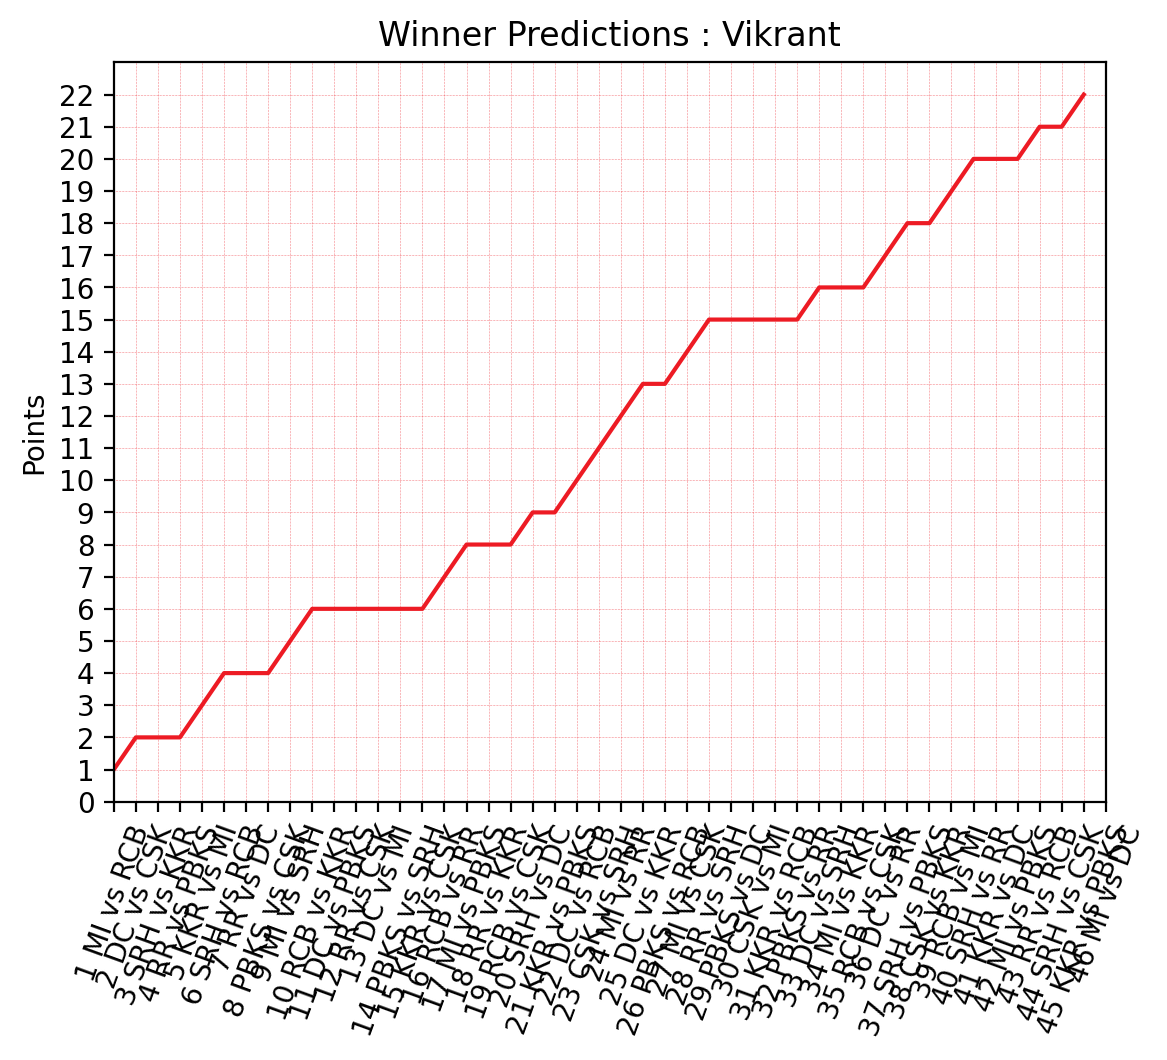 Winner Predictions : Vikrant
Points
22
21
20
19
18
17
16
15
14
13
12
11
10
9
8
7
6
5
4
3
2
1
0
1 MI vs RCB
2 DC vs CSK
3 SRH vs KKR
4 RR vs PBKS
5 KKR vs MI
6 SRH vs RCB
7 RR vs DC
8 PBKS vs CSK
9 MI vs SRH
10 RCB vs KKR
11 DC vs PBKS
12 RR vs CSK
13 DC vs MI
14 PBKS vs SRH
15 KKR vs CSK
16 RCB vs RR
17 MI vs PBKS
18 RR vs KKR
19 RCB vs CSK
20 SRH vs DC
21 KKR vs PBKS
22 DC vs RCB
23 CSK vs SRH
24 MI vs RR
25 DC vs KKR
26 PBKS vs RCB
27 MI vs CSK
28 RR vs SRH
29 PBKS vs DC
30 CSK vs MI
31 KKR vs RCB
32 PBKS vs RR
33 DC vs SRH
34 MI vs KKR
35 RCB vs CSK
36 DC vs RR
37 SRH vs PBKS
38 CSK vs KKR
39 RCB vs MI
40 SRH vs RR
41 KKR vs DC
42 MI vs PBKS
43 RR vs RCB
44 SRH vs CSK
45 KKR vs PBKS
46 MI vs DC